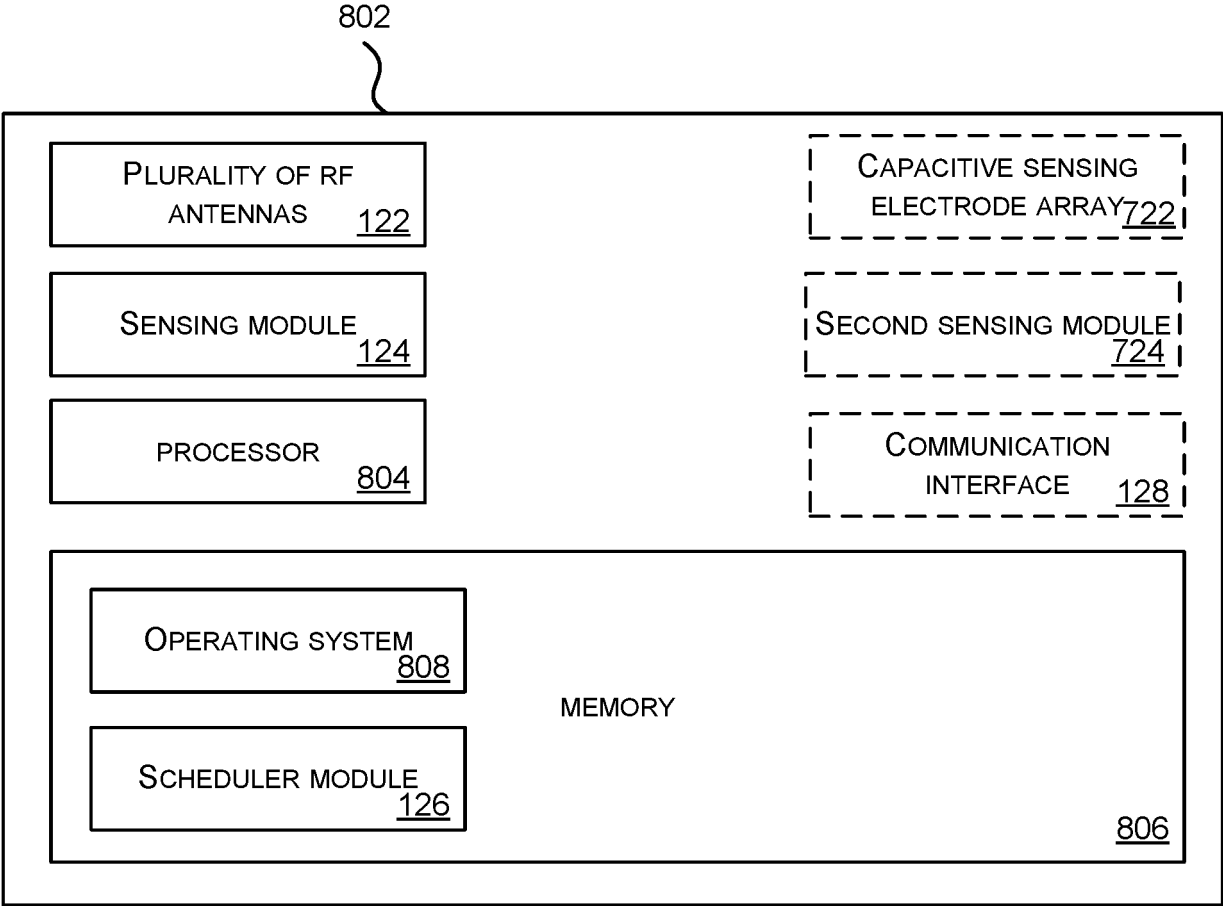 802
PLURALITY OF RF
ANTENNAS
122
CAPACITIVE SENSING
ELECTRODE ARRAY
722
SENSING MODULE
124
SECOND SENSING MODULE
724
PROCESSOR
804
COMMUNICATION
INTERFACE
128
OPERATING SYSTEM
808
MEMORY
SCHEDULER MODULE
126
806